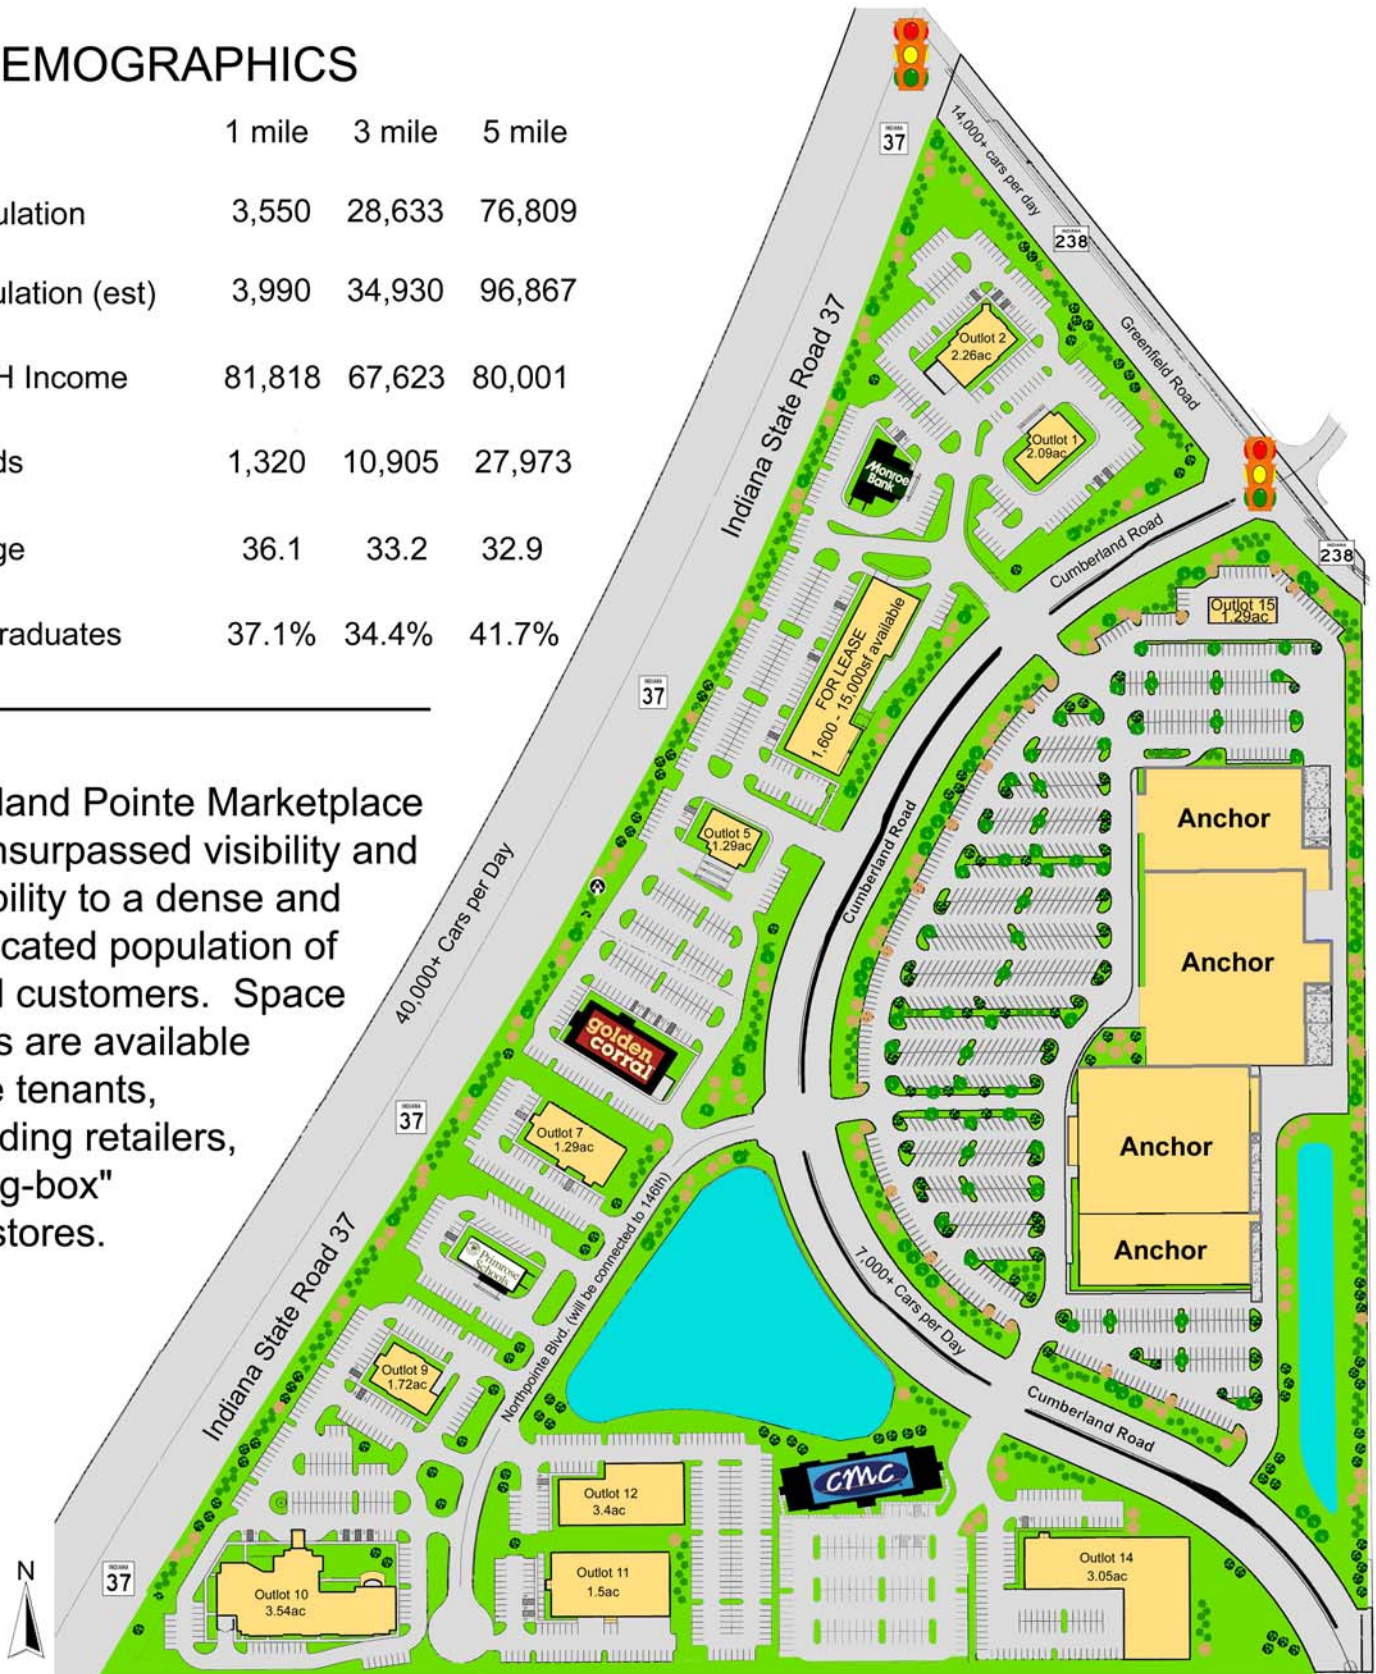 EMOGRAPHICS
1 mile 3 mile 5 mile
ulation 3,550 28,633 76,809
ulation (est) 3,990 34,930 96,867
H Income 81,818 67,623 80,001
ds 1,320 10,905 27,973
ge 36.1 33.2 32.9
raduates 37.1% 34.4% 41.7%
land Pointe Marketplace
nsurpassed visibility and
bility to a dense and
cated population of
l customers. Space
s are available
e tenants,
ding retailers,
g-box"
stores.
INDIANA
37
14,000+ cars per day
INDIANA
238
Greenfield Road
Indiana State Road 37
Outlot 2
2.26ac
Outlot 1
2.09ac
Monroe
Bank
Cumberland Road
INDIANA
238
Outlot 15
1.29ac
FOR LEASE
1,600 - 15,000sf available
INDIANA
37
Outlot 5
1.29ac
Cumberland Road
Anchor
Anchor
40,000+ Cars per Day
golden
corral
INDIANA
37
Outlot 7
1.29ac
Anchor
Anchor
Primrose
Schools
Northpointe Blvd. (will be connected to 146th)
7,000+ Cars per Day
Indiana State Road 37
Outlot 9
1.72ac
Cumberland Road
CMC
Outlot 12
3.4ac
Outlot 11
1.5ac
Outlot 14
3.05ac
Outlot 10
3.54ac
N
INDIANA
37